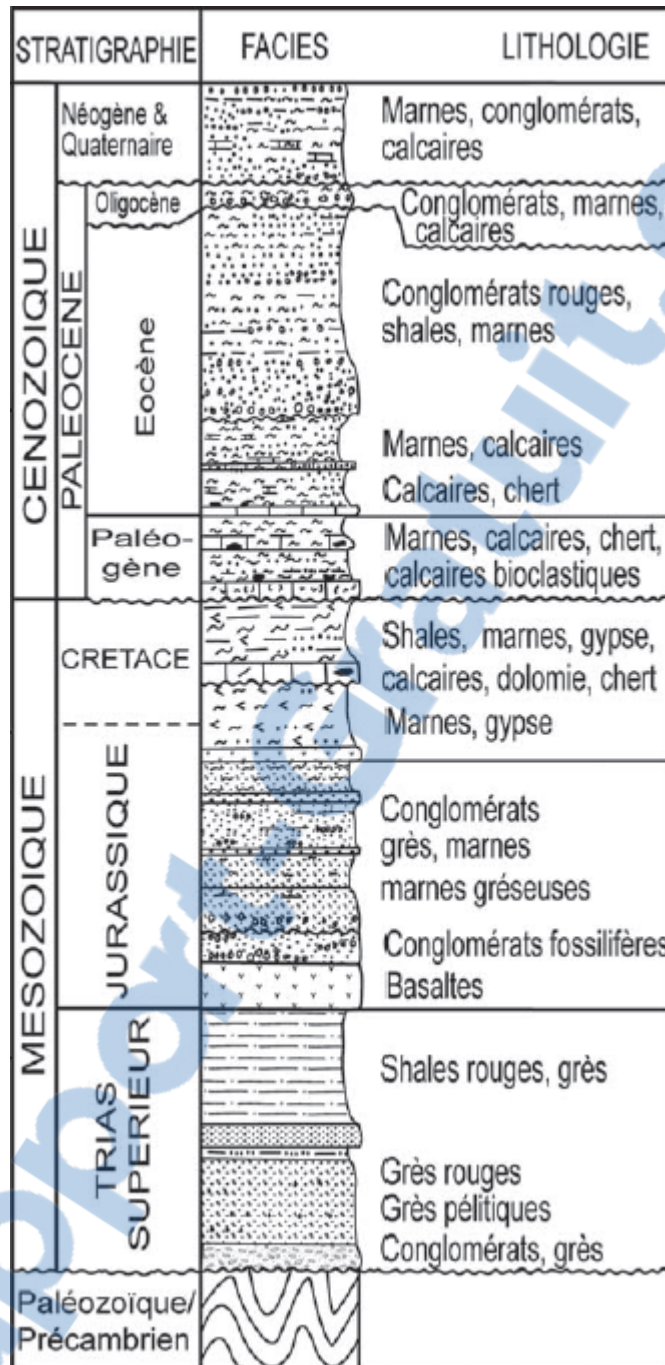 STRATIGRAPHIE FACIES LITHOLOGIE
Néogène &
Quaternaire
Marnes, conglomérats,
calcaires
CENOZOIQUE
PALEOCENE
Oligocène
Conglomérats, marnes,
calcaires
Eocène
Conglomérats rouges,
shales, marnes
Marnes, calcaires
Calcaires, chert
Paléo-
gène
Marnes, calcaires, chert,
calcaires bioclastiques
MESOZOIQUE
CRETACE
Shales, marnes, gypse,
calcaires, dolomie, chert
Marnes, gypse
JURASSIQUE
Conglomérats
grès, marnes
marnes gréseuses
Conglomérats fossilifères
Basaltes
TRIAS
SUPERIEUR
Shales rouges, grès
Grès rouges
Grès pélitiques
Conglomérats, grès
Paléozoïque/
Précambrien